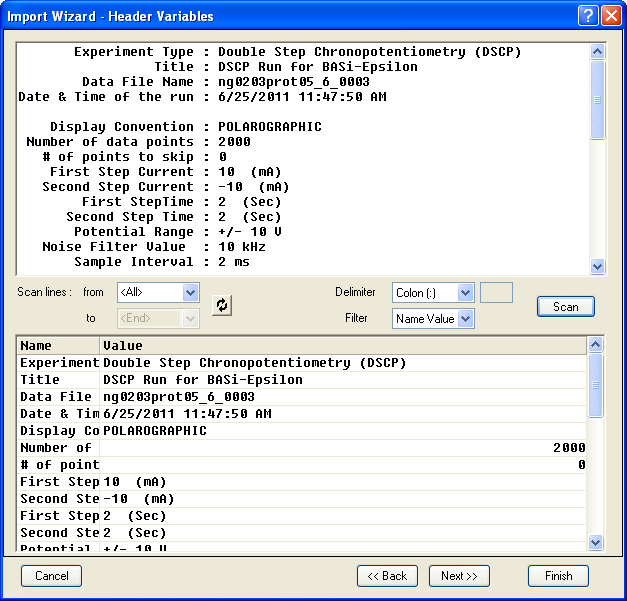 Import Wizard - Header Variables
Experiment Type : Double Step Chronopotentiometry (DSCP)
Title : DSCP Run for BASi-Epsilon
Data File Name : ng0203prot05_6_0003
Date & Time of the run : 6/25/2011 11:47:50 AM
Display Convention : POLAROGRAPHIC
Number of data points : 2000
# of points to skip : 0
First Step Current : 10 (mA)
Second Step Current : -10 (mA)
First StepTime : 2 (Sec)
Second Step Time : 2 (Sec)
Potential Range : +/- 10 V
Noise Filter Value : 10 kHz
Sample Interval : 2 ms
Scan lines : from <All> Delimiter Colon (:)
to <End> Filter Name Value Scan
Name Value
Experiment Double Step Chronopotentiometry (DSCP)
Title DSCP Run for BASi-Epsilon
Data File ng0203prot05_6_0003
Date & Tim 6/25/2011 11:47:50 AM
Display Co POLAROGRAPHIC
Number of 2000
# of point 0
First Step 10 (mA)
Second Ste -10 (mA)
First Step 2 (Sec)
Second Ste 2 (Sec)
Potential +/- 10 V
Cancel << Back Next >> Finish